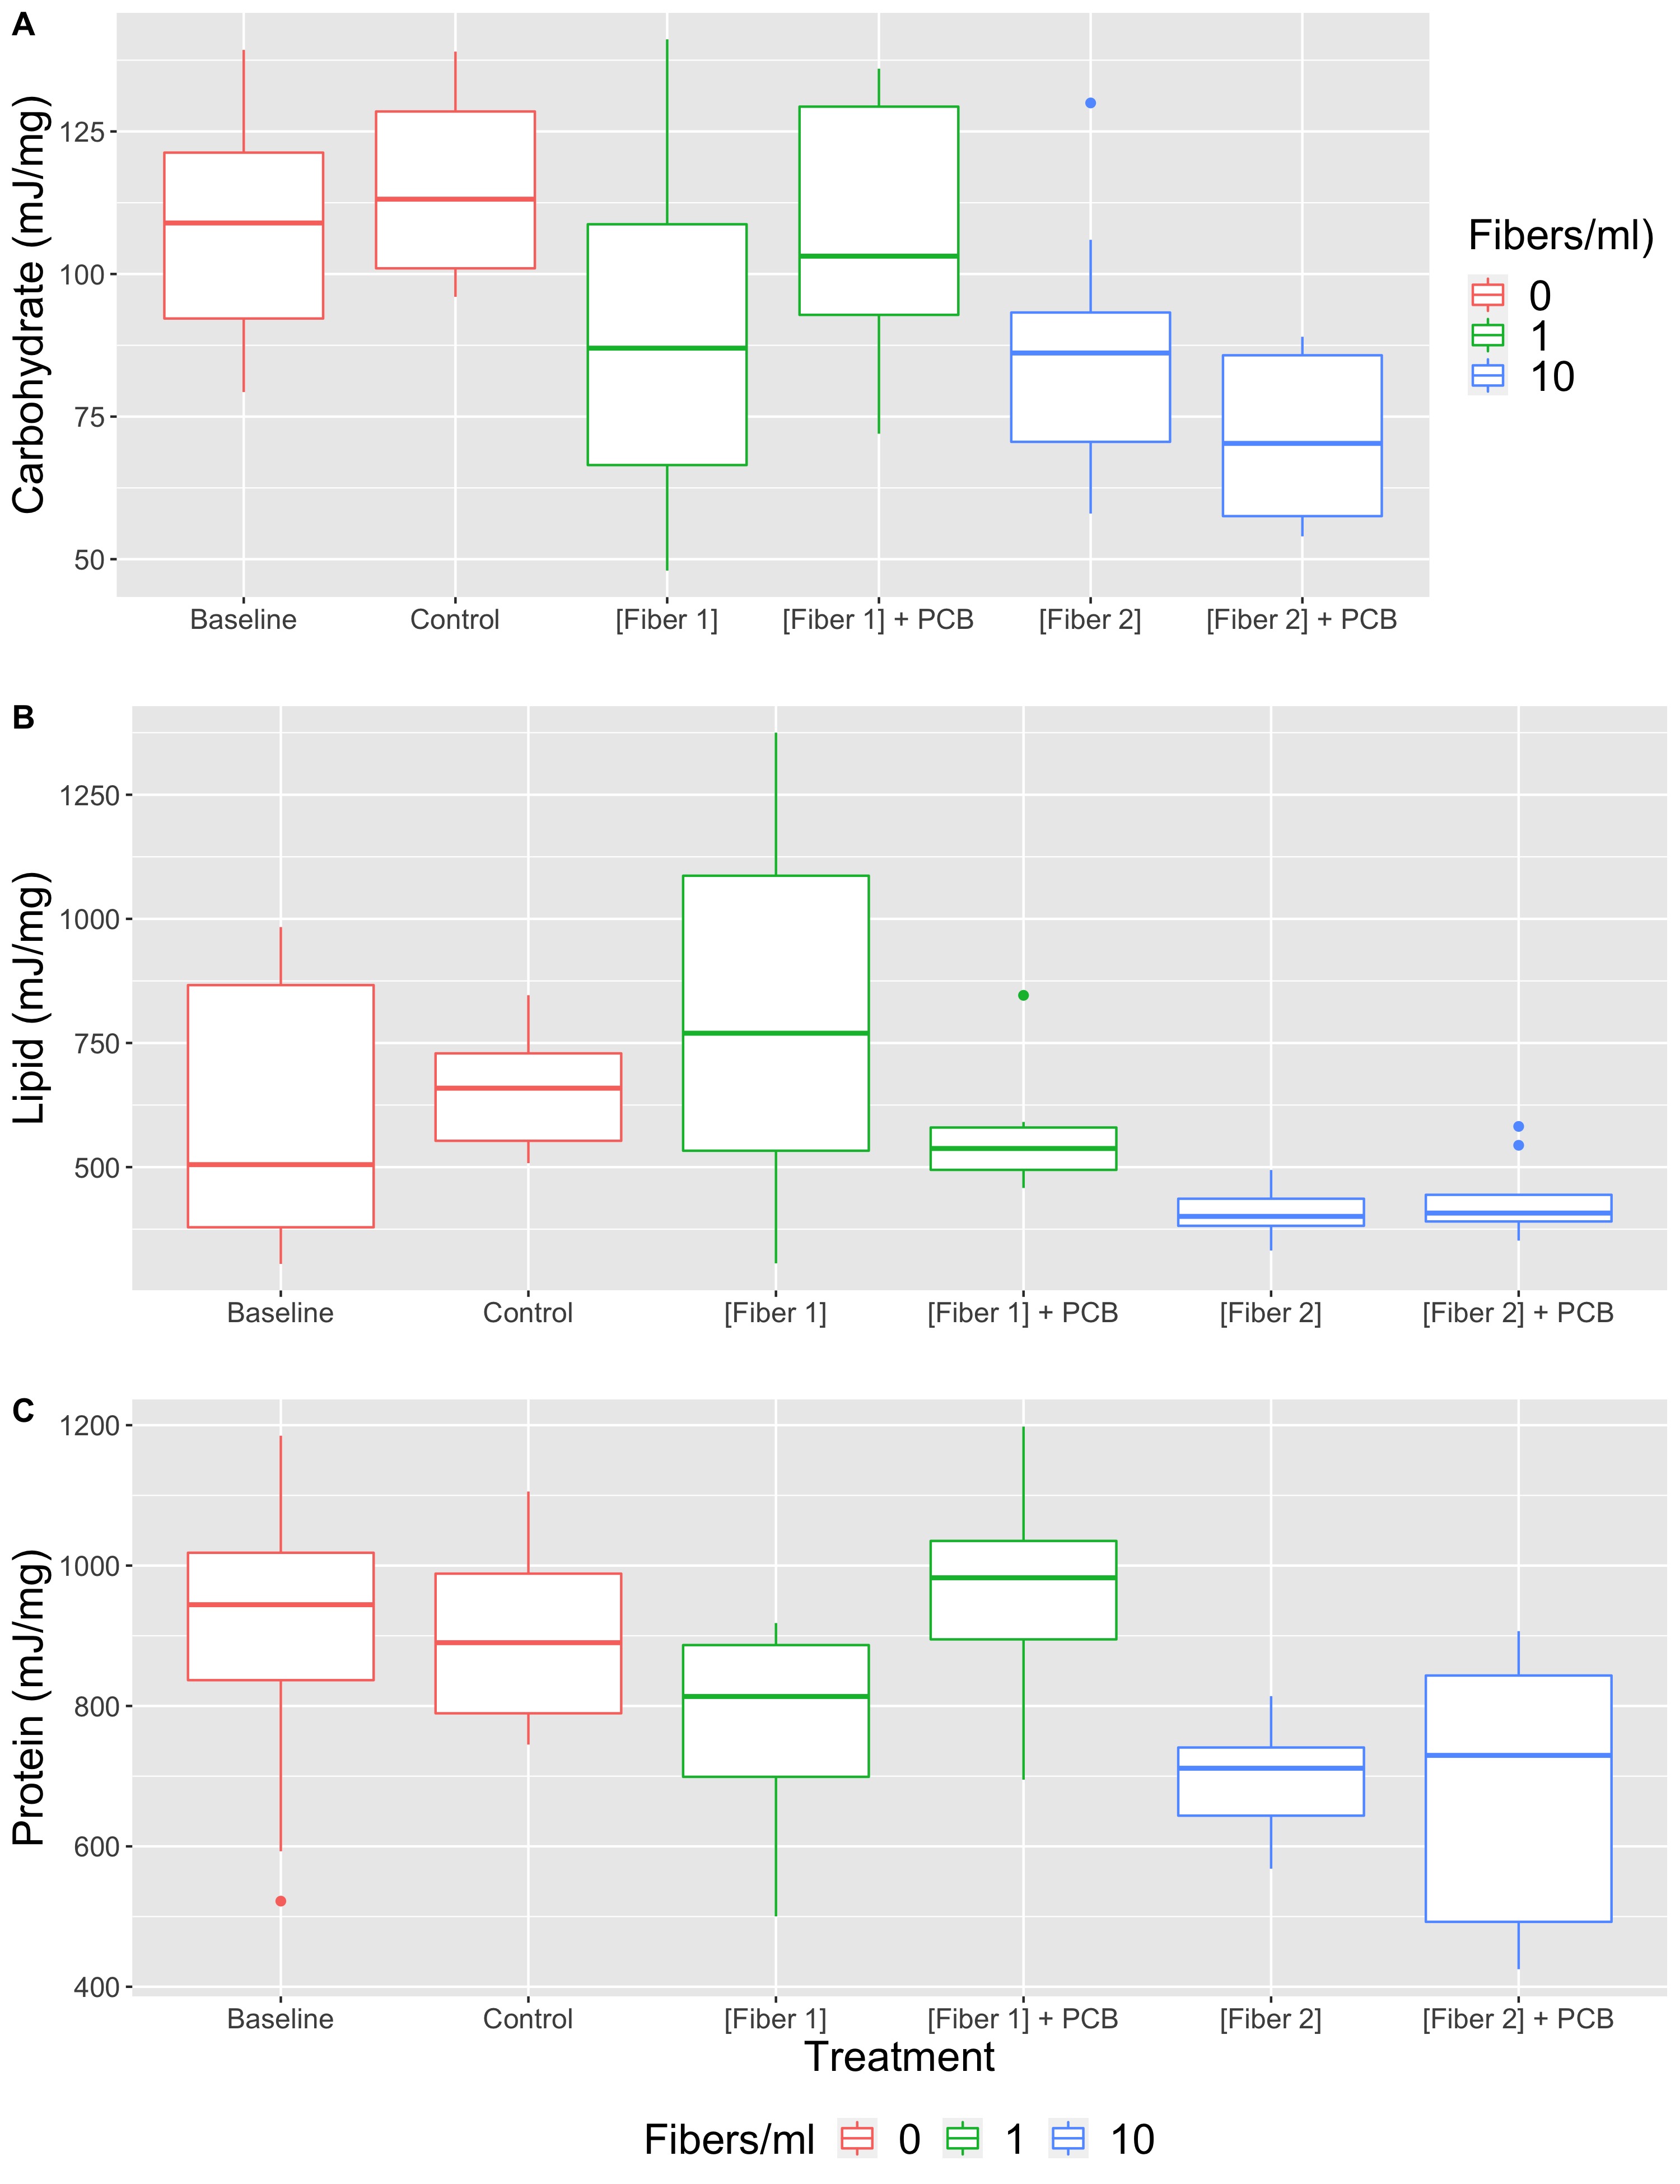 A
Carbohydrate (mJ/mg)
125
100
75
50
Baseline Control [Fiber 1] [Fiber 1] + PCB [Fiber 2] [Fiber 2] + PCB
Fibers/ml)
0
1
10
B
Lipid (mJ/mg)
1250
1000
750
500
Baseline Control [Fiber 1] [Fiber 1] + PCB [Fiber 2] [Fiber 2] + PCB
C
Protein (mJ/mg)
1200
1000
800
600
400
Baseline Control [Fiber 1] [Fiber 1] + PCB [Fiber 2] [Fiber 2] + PCB
Treatment
Fibers/ml 0 1 10